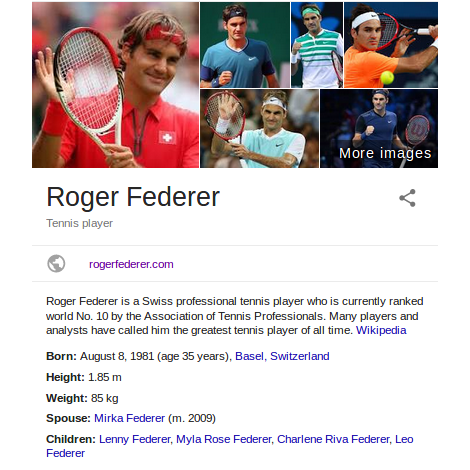 More images
Roger Federer
Tennis player
rogerfederer.com
Roger Federer is a Swiss professional tennis player who is currently ranked
world No. 10 by the Association of Tennis Professionals. Many players and
analysts have called him the greatest tennis player of all time. Wikipedia
Born: August 8, 1981 (age 35 years), Basel, Switzerland
Height: 1.85 m
Weight: 85 kg
Spouse: Mirka Federer (m. 2009)
Children: Lenny Federer, Myla Rose Federer, Charlene Riva Federer, Leo
Federer